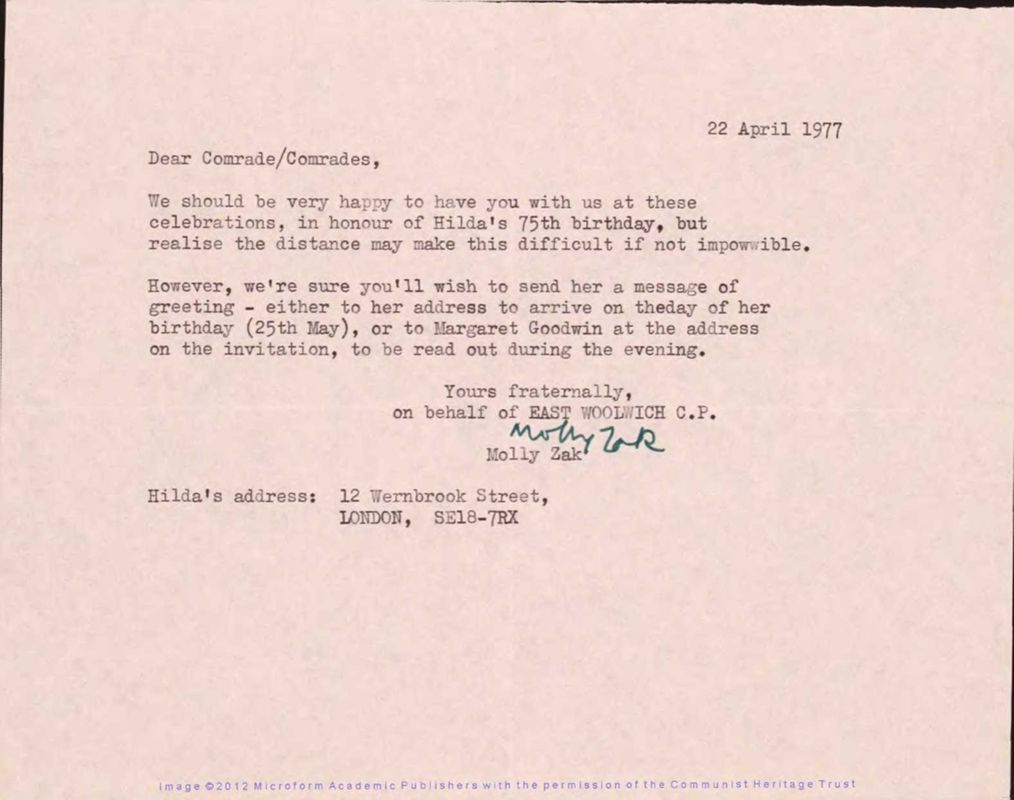 22 April 1977
Dear Comrade/Comrades,
We should be very happy to have you with us at these
celebrations, in honour of Hilda's 75th birthday, but
realise the distance may make this difficult if not impowwible.
However, we're sure you'll wish to send her a message of
greeting - either to her address to arrive on theday of her
birthday (25th May), or to Margaret Goodwin at the address
on the invitation, to be read out during the evening.
Yours fraternally,
on behalf of EAST WOOLWICH C.P.
Molly Zak
Molly Zak
Hilda's address: 12 Wernbrook Street,
LONDON, SE18-7RX
Image ©2012 Microform Academic Publishers with the permission of the Communist Heritage Trust